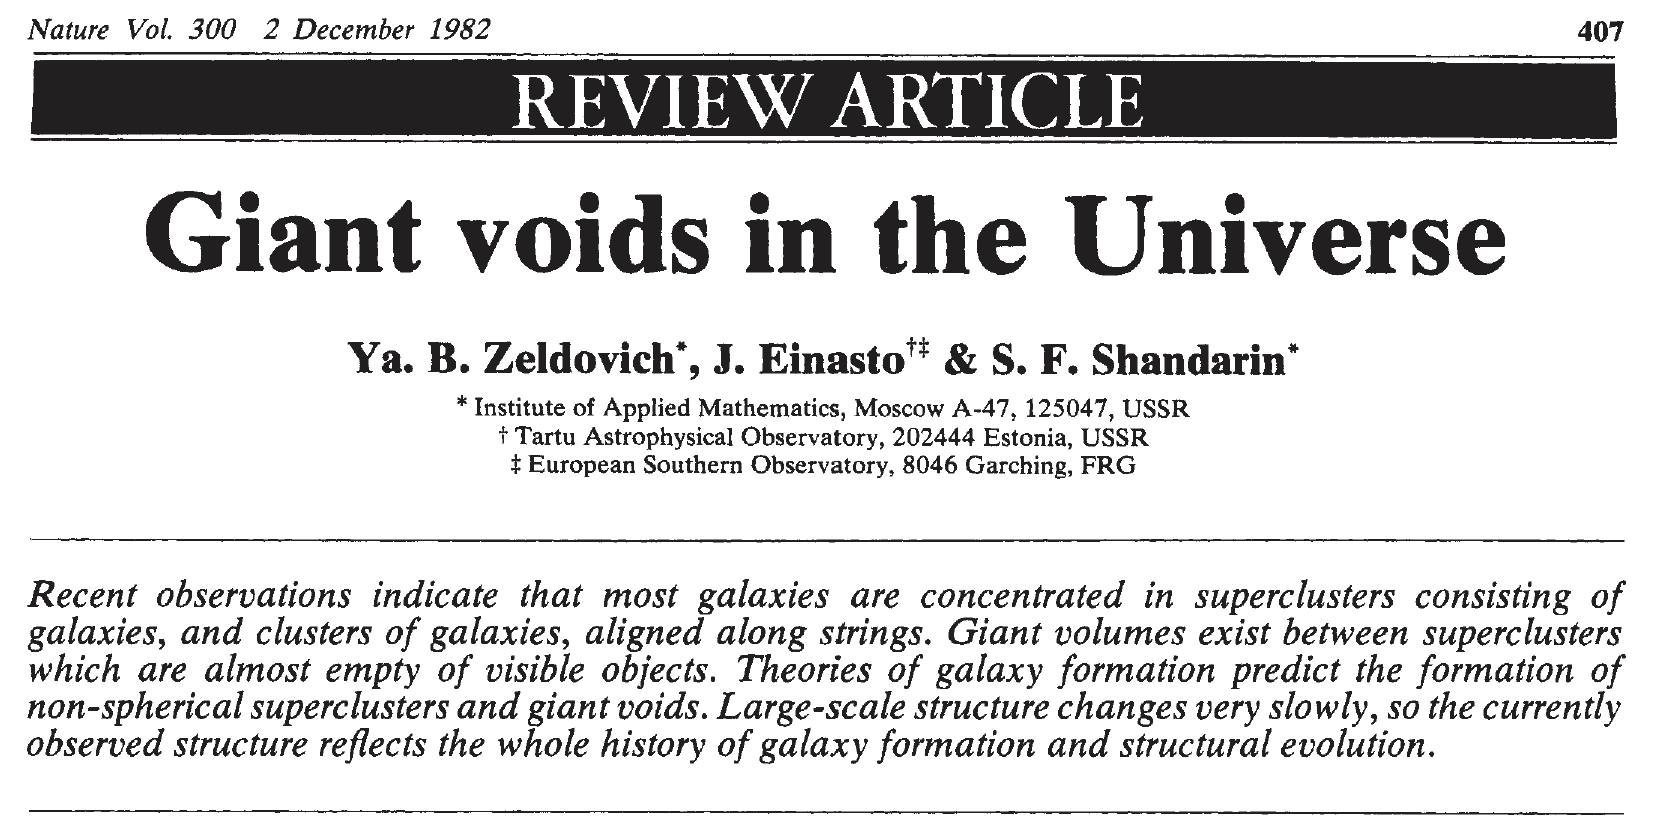 Nature Vol. 300 2 December 1982 407
REVIEW ARTICLE
Giant voids in the Universe
Ya. B. Zeldovich*, J. Einasto†‡ & S. F. Shandarin*
* Institute of Applied Mathematics, Moscow A-47, 125047, USSR
† Tartu Astrophysical Observatory, 202444 Estonia, USSR
‡ European Southern Observatory, 8046 Garching, FRG
Recent observations indicate that most galaxies are concentrated in superclusters consisting of
galaxies, and clusters of galaxies, aligned along strings. Giant volumes exist between superclusters
which are almost empty of visible objects. Theories of galaxy formation predict the formation of
non-spherical superclusters and giant voids. Large-scale structure changes very slowly, so the currently
observed structure reflects the whole history of galaxy formation and structural evolution.